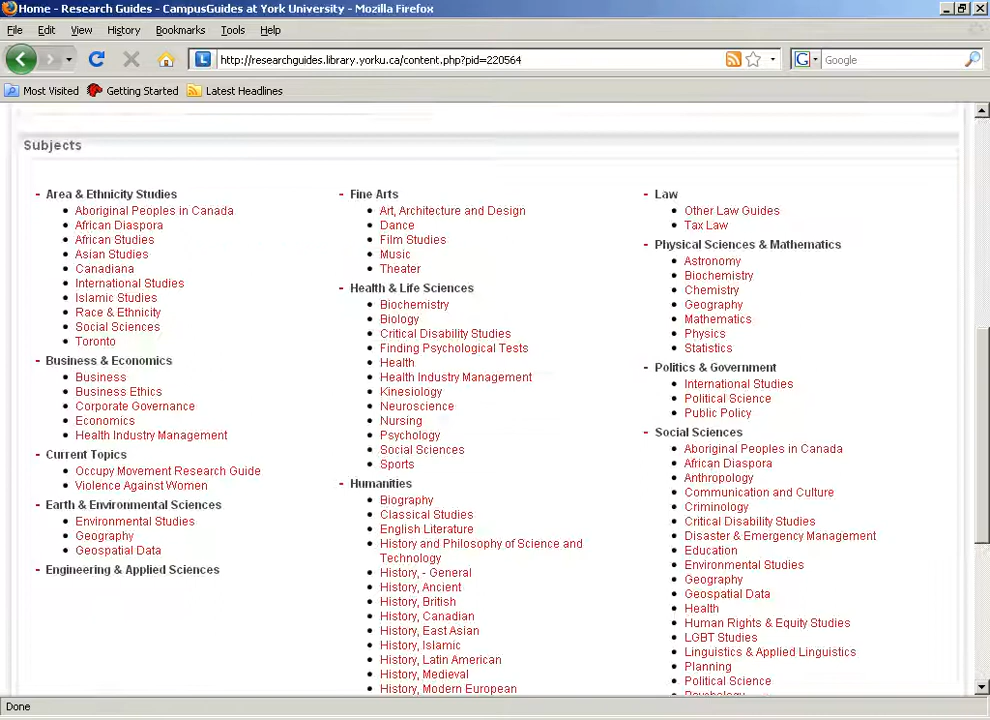 Home - Research Guides - CampusGuides at York University - Mozilla Firefox
File Edit View History Bookmarks Tools Help
http://researchguides.library.yorku.ca/content.php?pid=220564
Google
Most Visited Getting Started Latest Headlines
Subjects
- Area & Ethnicity Studies
Aboriginal Peoples in Canada
African Diaspora
African Studies
Asian Studies
Canadiana
International Studies
Islamic Studies
Race & Ethnicity
Social Sciences
Toronto
- Business & Economics
Business
Business Ethics
Corporate Governance
Economics
Health Industry Management
- Current Topics
Occupy Movement Research Guide
Violence Against Women
- Earth & Environmental Sciences
Environmental Studies
Geography
Geospatial Data
- Engineering & Applied Sciences
- Fine Arts
Art, Architecture and Design
Dance
Film Studies
Music
Theater
- Health & Life Sciences
Biochemistry
Biology
Critical Disability Studies
Finding Psychological Tests
Health
Health Industry Management
Kinesiology
Neuroscience
Nursing
Psychology
Social Sciences
Sports
- Humanities
Biography
Classical Studies
English Literature
History and Philosophy of Science and
Technology
History, - General
History, Ancient
History, British
History, Canadian
History, East Asian
History, Islamic
History, Latin American
History, Medieval
History, Modern European
- Law
Other Law Guides
Tax Law
- Physical Sciences & Mathematics
Astronomy
Biochemistry
Chemistry
Geography
Mathematics
Physics
Statistics
- Politics & Government
International Studies
Political Science
Public Policy
- Social Sciences
Aboriginal Peoples in Canada
African Diaspora
Anthropology
Communication and Culture
Criminology
Critical Disability Studies
Disaster & Emergency Management
Education
Environmental Studies
Geography
Geospatial Data
Health
Human Rights & Equity Studies
LGBT Studies
Linguistics & Applied Linguistics
Planning
Political Science
Psychology
Done